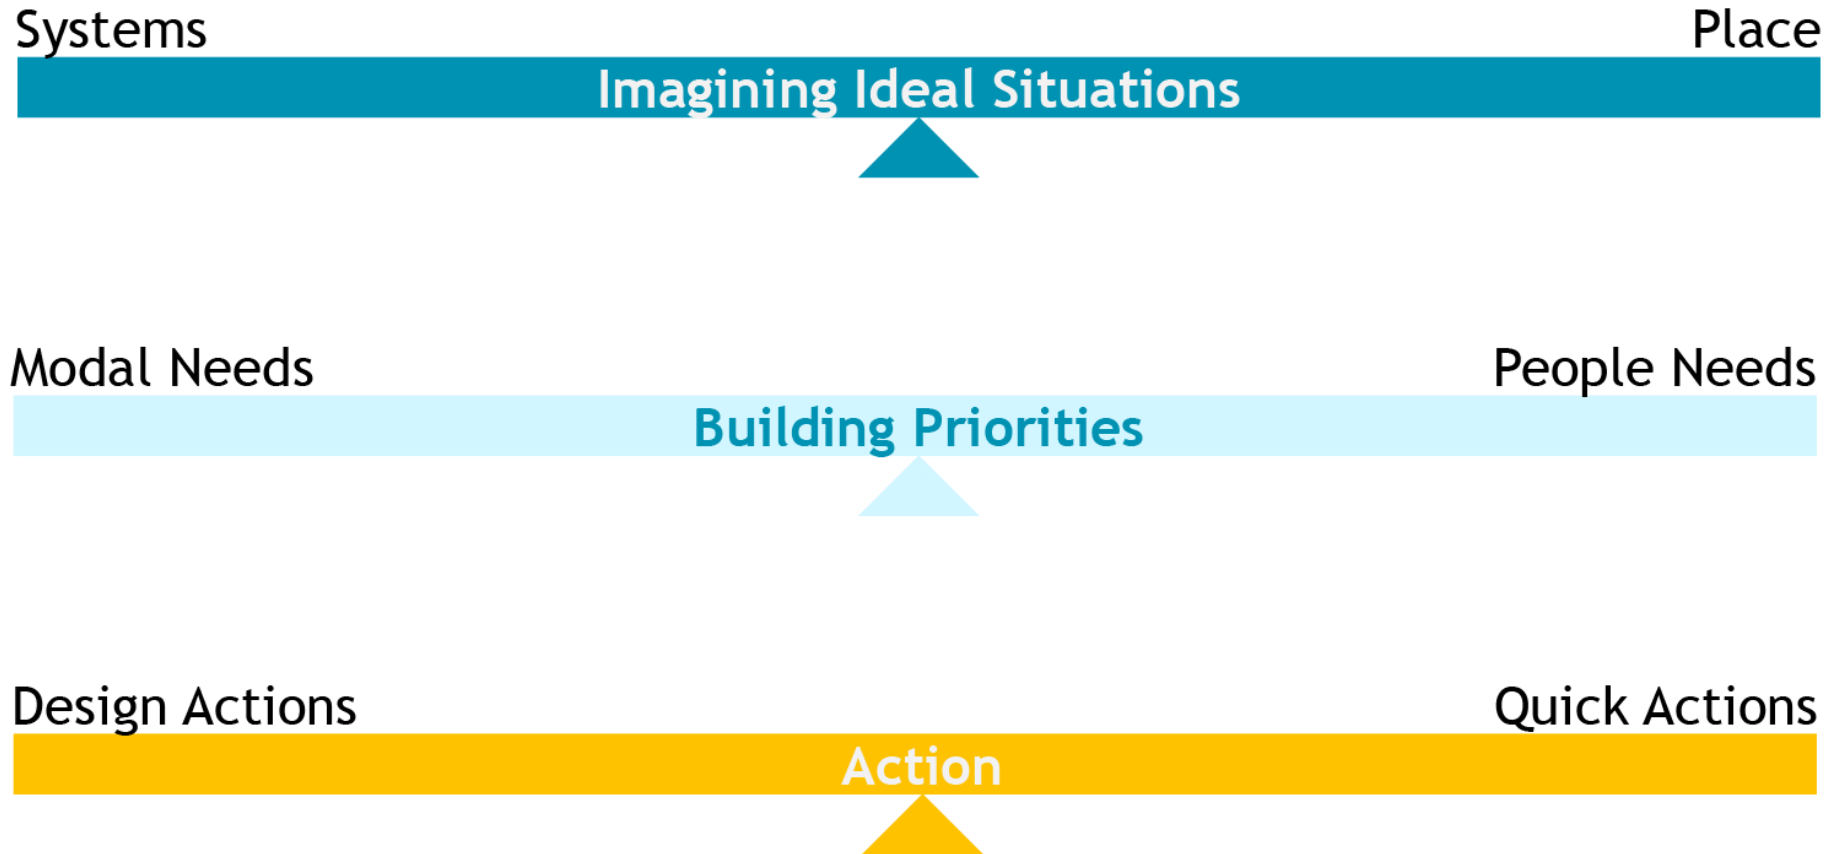 Systems
Place
Imagining Ideal Situations
Modal Needs
People Needs
Building Priorities
Design Actions
Quick Actions
Action